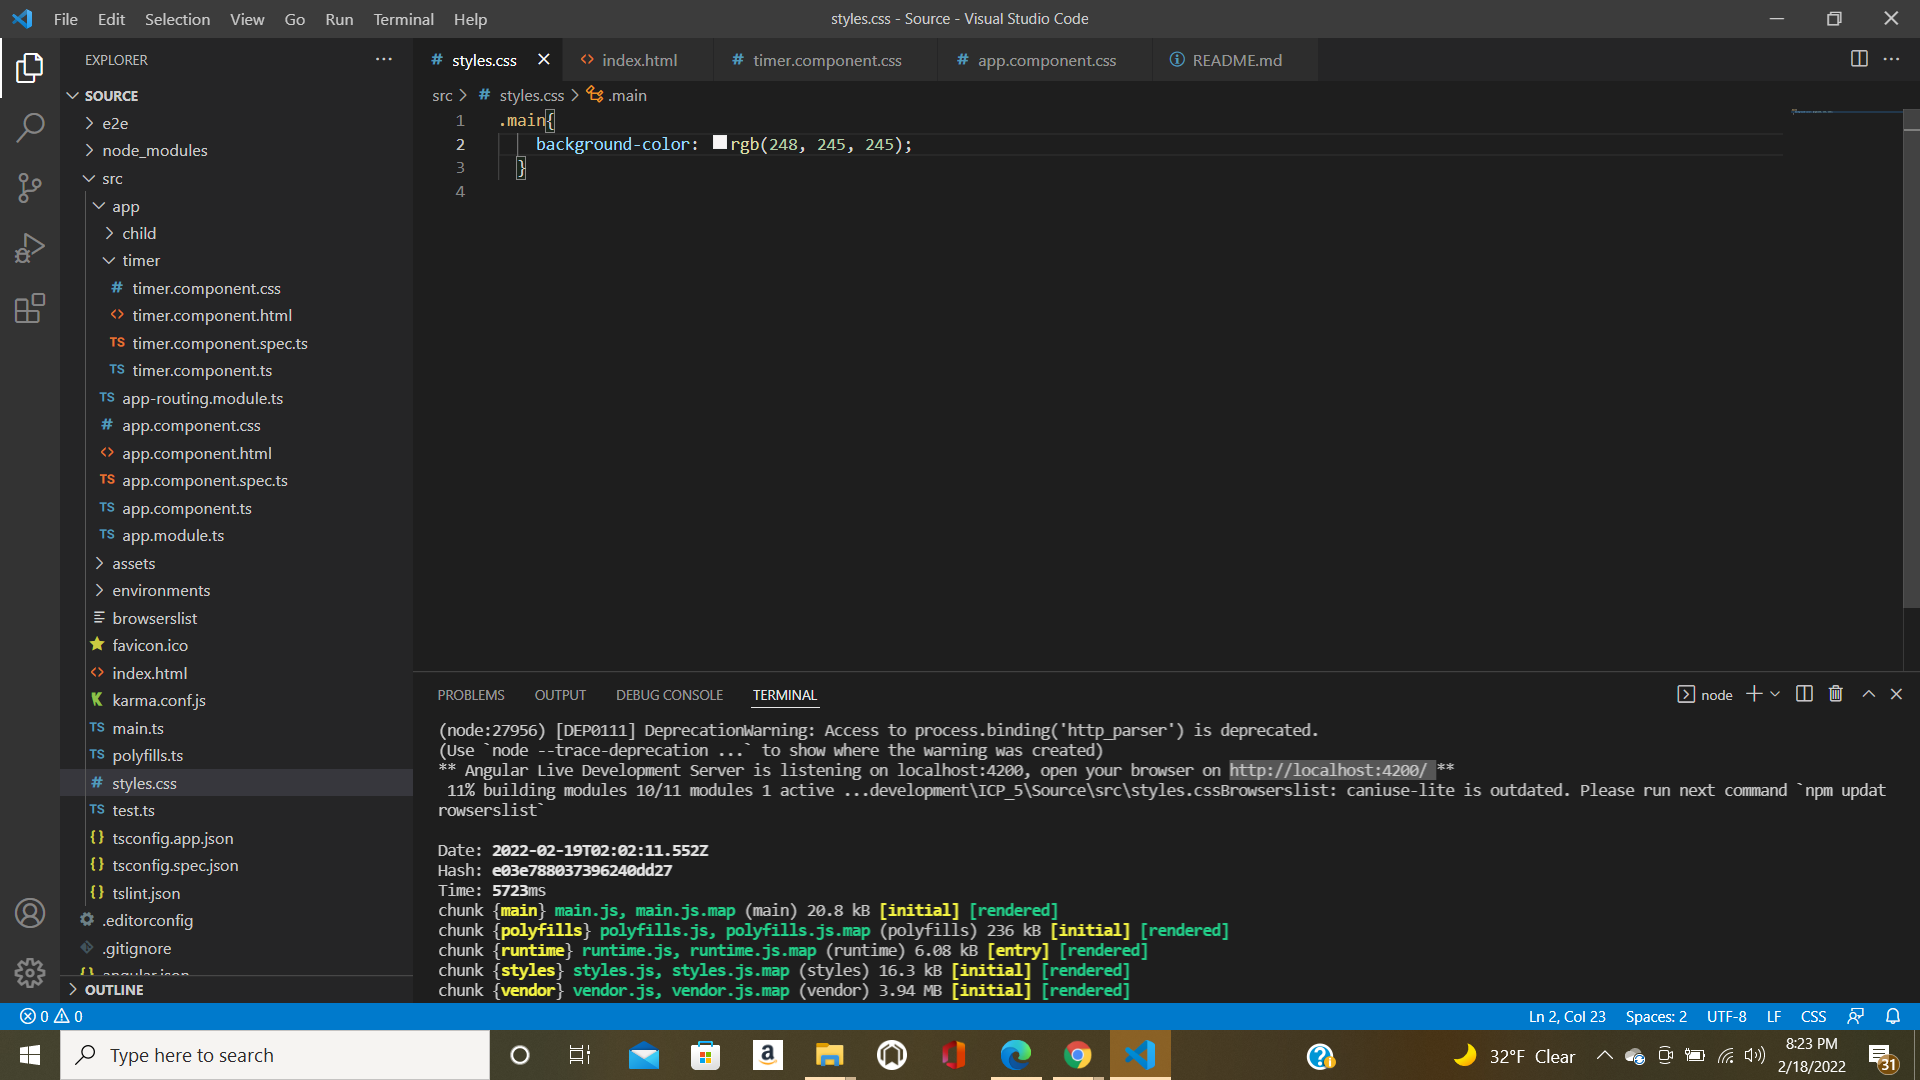 File Edit Selection View Go Run Terminal Help
styles.css - Source - Visual Studio Code
EXPLORER
SOURCE
e2e
node_modules
src
app
child
timer
# timer.component.css
<> timer.component.html
TS timer.component.spec.ts
TS timer.component.ts
TS app-routing.module.ts
# app.component.css
<> app.component.html
TS app.component.spec.ts
TS app.component.ts
TS app.module.ts
assets
environments
browserslist
favicon.ico
<> index.html
K karma.conf.js
TS main.ts
TS polyfills.ts
# styles.css
TS test.ts
{} tsconfig.app.json
{} tsconfig.spec.json
{} tslint.json
.editorconfig
.gitignore
{} angular.json
OUTLINE
# styles.css
<> index.html
# timer.component.css
# app.component.css
README.md
src > # styles.css > .main
1 .main{
2 background-color: rgb(248, 245, 245);
3 }
4
PROBLEMS OUTPUT DEBUG CONSOLE TERMINAL
node
(node:27956) [DEP0111] DeprecationWarning: Access to process.binding('http_parser') is deprecated.
(Use `node --trace-deprecation ...` to show where the warning was created)
** Angular Live Development Server is listening on localhost:4200, open your browser on http://localhost:4200/ **
11% building modules 10/11 modules 1 active ...development\ICP_5\Source\src\styles.cssBrowserslist: caniuse-lite is outdated. Please run next command `npm updat
rowserslist`
Date: 2022-02-19T02:02:11.552Z
Hash: e03e788037396240dd27
Time: 5723ms
chunk {main} main.js, main.js.map (main) 20.8 kB [initial] [rendered]
chunk {polyfills} polyfills.js, polyfills.js.map (polyfills) 236 kB [initial] [rendered]
chunk {runtime} runtime.js, runtime.js.map (runtime) 6.08 kB [entry] [rendered]
chunk {styles} styles.js, styles.js.map (styles) 16.3 kB [initial] [rendered]
chunk {vendor} vendor.js, vendor.js.map (vendor) 3.94 MB [initial] [rendered]
0 0
Ln 2, Col 23 Spaces: 2 UTF-8 LF CSS
Type here to search
32°F Clear
8:23 PM
2/18/2022
31